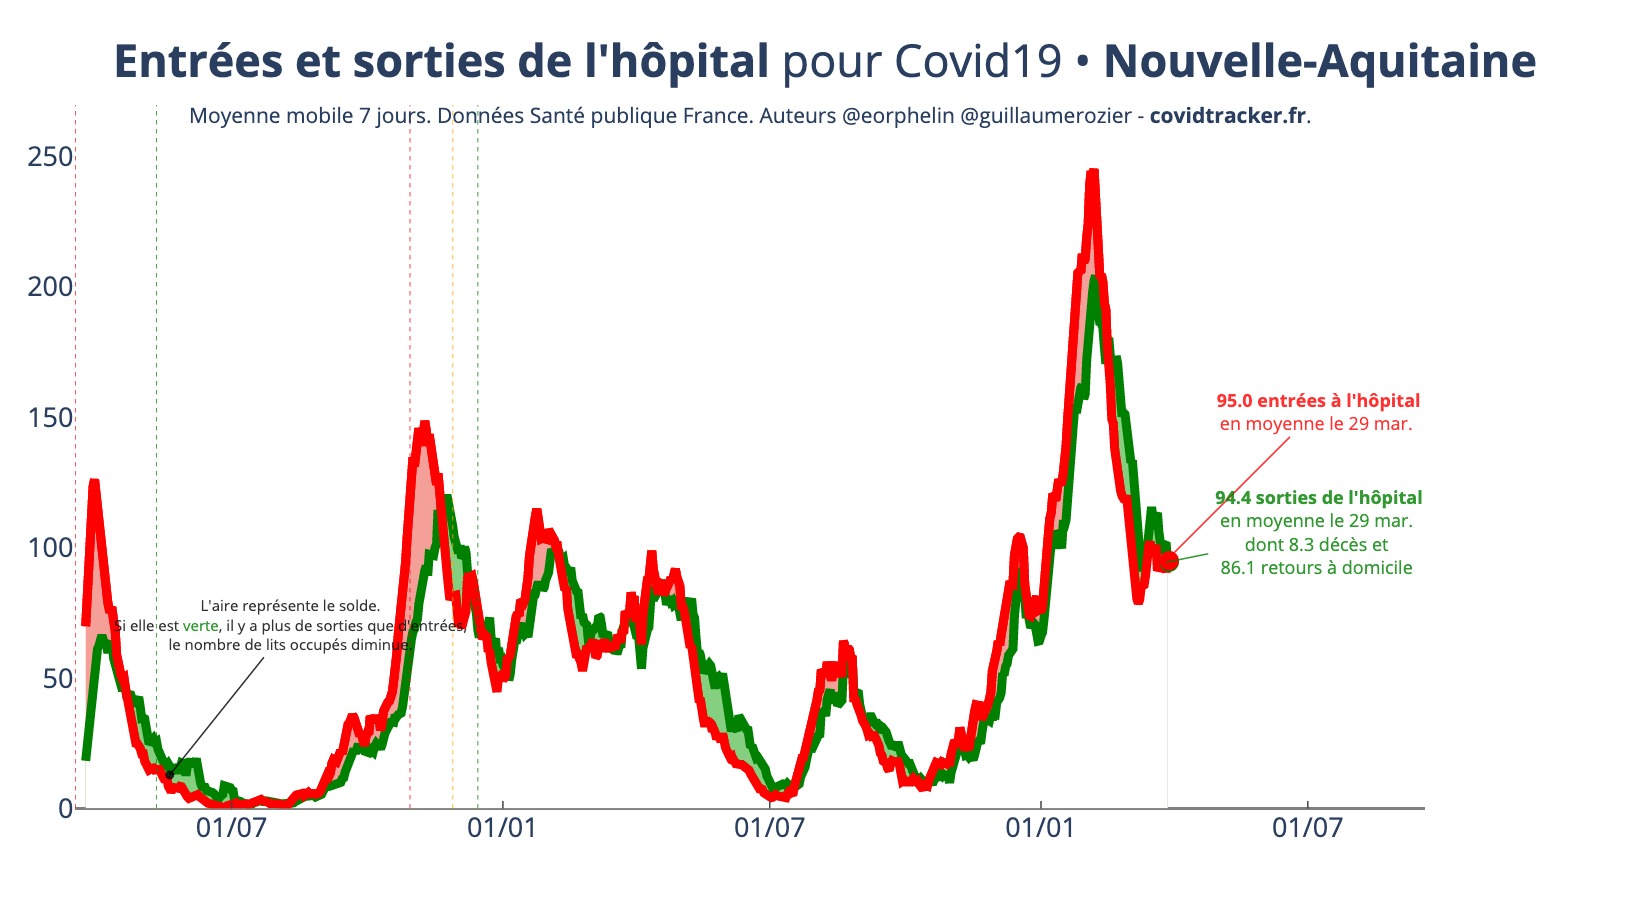 Entrées et sorties de l'hôpital pour Covid19 • Nouvelle-Aquitaine
Moyenne mobile 7 jours. Données Santé publique France. Auteurs @eorphelin @guillaumerozier - covidtracker.fr.
250
200
150
100
50
0
95.0 entrées à l'hôpital
en moyenne le 29 mar.
94.4 sorties de l'hôpital
en moyenne le 29 mar.
dont 8.3 décès et
86.1 retours à domicile
L'aire représente le solde.
Si elle est verte, il y a plus de sorties que d'entrées,
le nombre de lits occupés diminue.
01/07
01/01
01/07
01/01
01/07